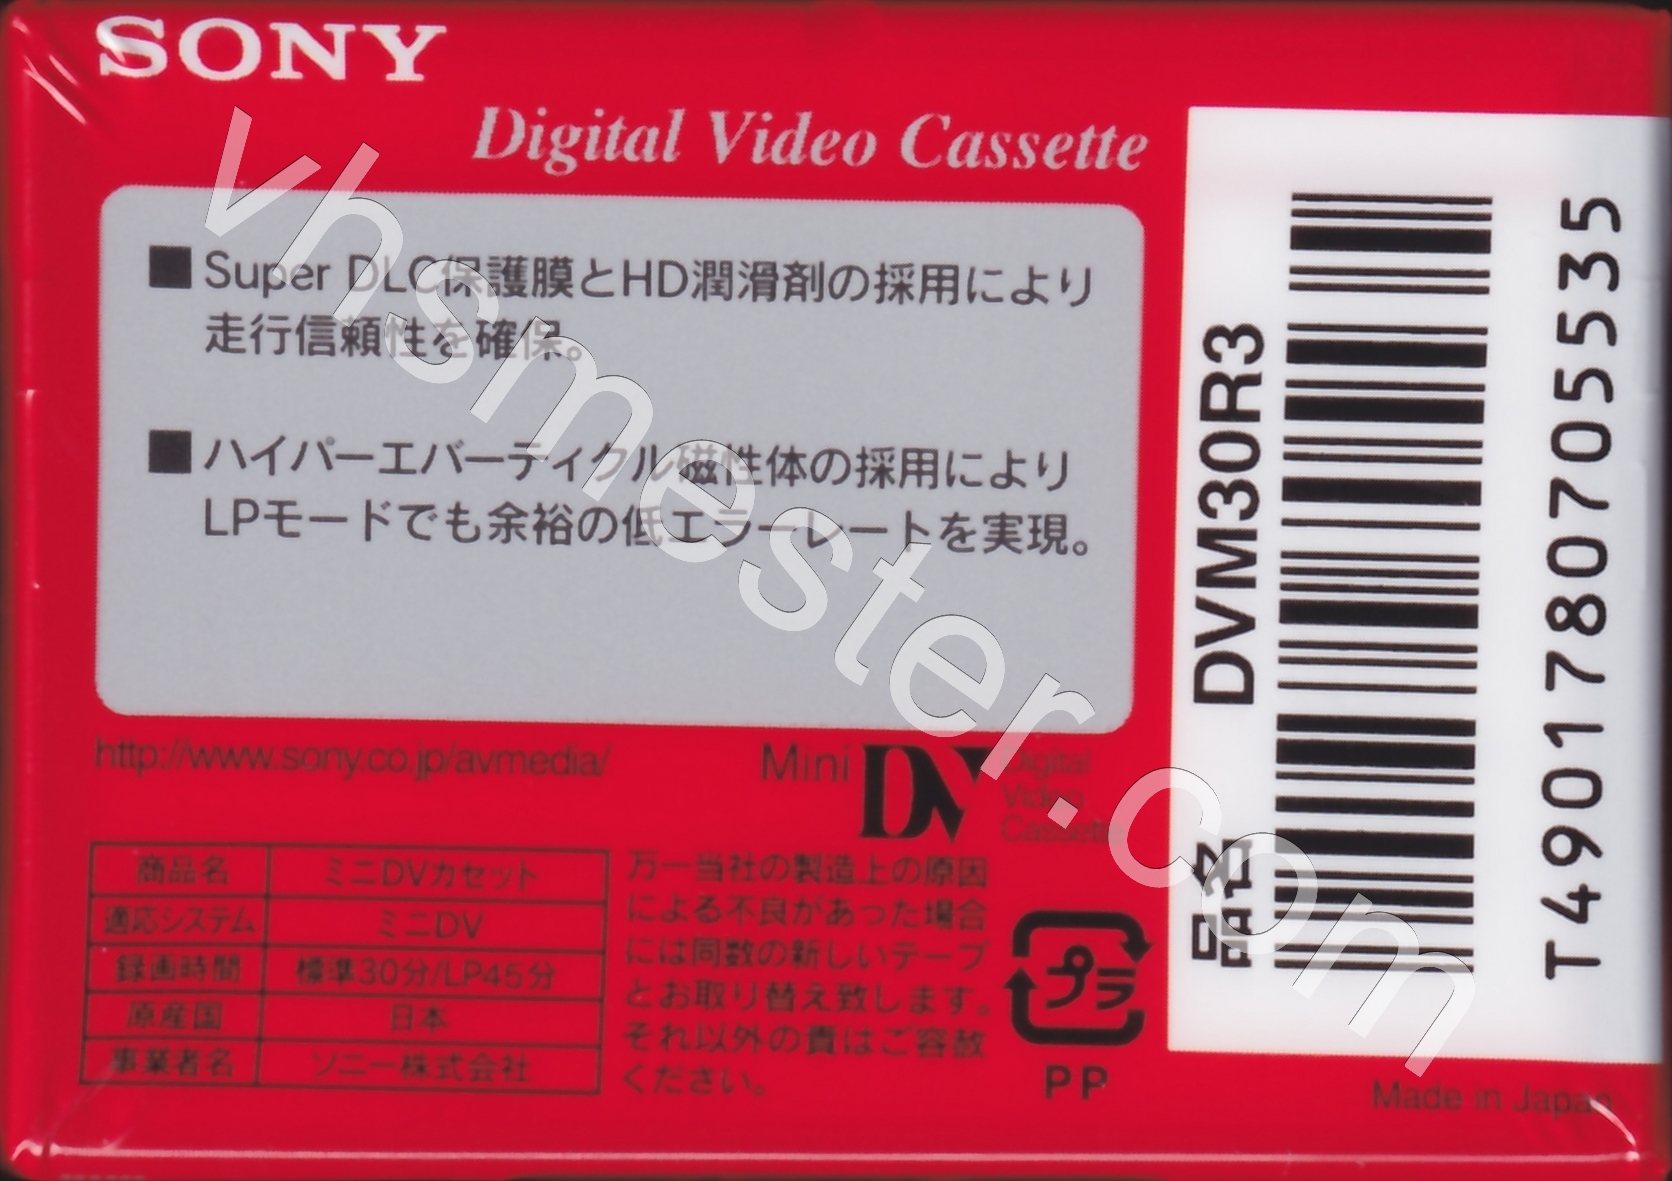 SONY
Digital Video Cassette
■Super DLC保護膜とHD潤滑剤の採用により
走行信頼性を確保。
■ハイパーエバーティクル磁性体の採用により
LPモードでも余裕の低エラーレートを実現。
http://www.sony.co.jp/avmedia/
Mini DV Digital
Video
Cassette
商品名 ミニDVカセット
適応システム ミニDV
録画時間 標準30分/LP45分
原産国 日本
事業者名 ソニー株式会社
万一当社の製造上の原因
による不良があった場合
には同数の新しいテープ
とお取り替え致します。
それ以外の責はご容赦
ください。
プラ
PP
品名 DVM30R3
T4901780705535
Made in Japan
vhsmester.com